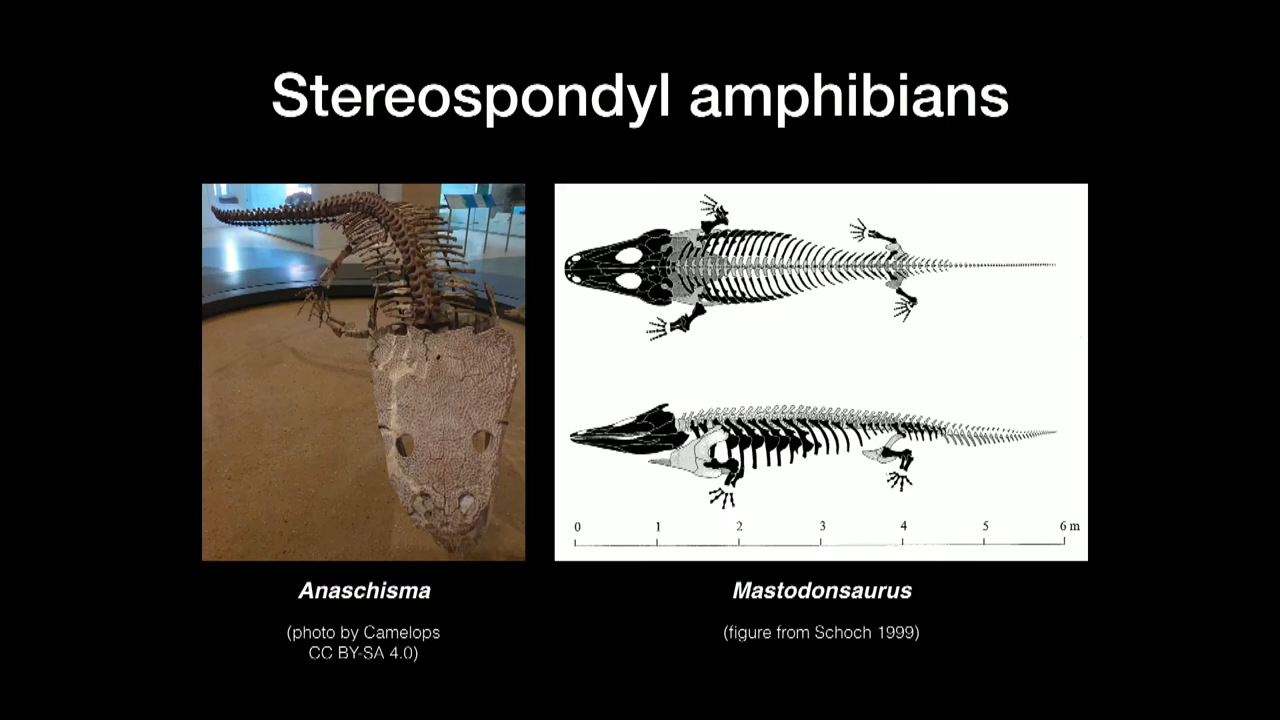 Stereospondyl amphibians
0 1 2 3 4 5 6 m
Anaschisma
(photo by Camelops
CC BY-SA 4.0)
Mastodonsaurus
(figure from Schoch 1999)